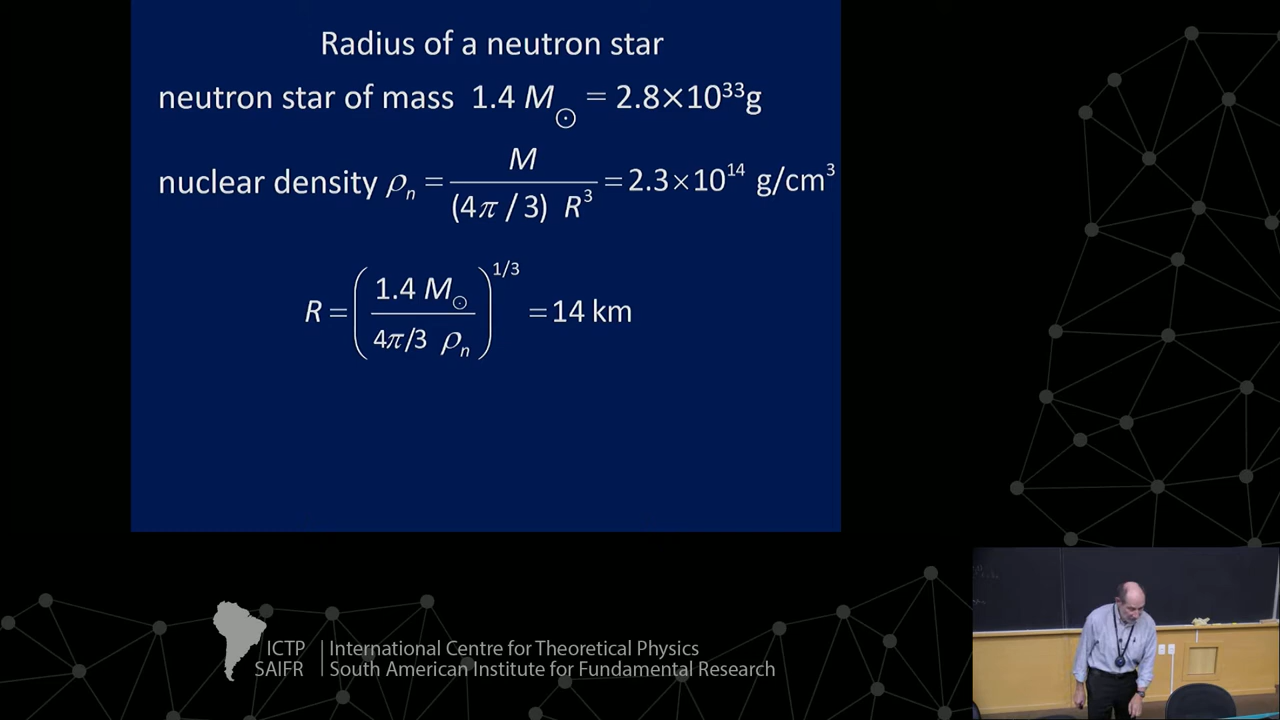 Radius of a neutron star
neutron star of mass 1.4 M☉ = 2.8×10³³g
nuclear density ρₙ = M / ((4π / 3) R³) = 2.3×10¹⁴ g/cm³
R = (1.4 M☉ / (4π/3 ρₙ))^(1/3) = 14 km
ICTP | International Centre for Theoretical Physics
SAIFR | South American Institute for Fundamental Research